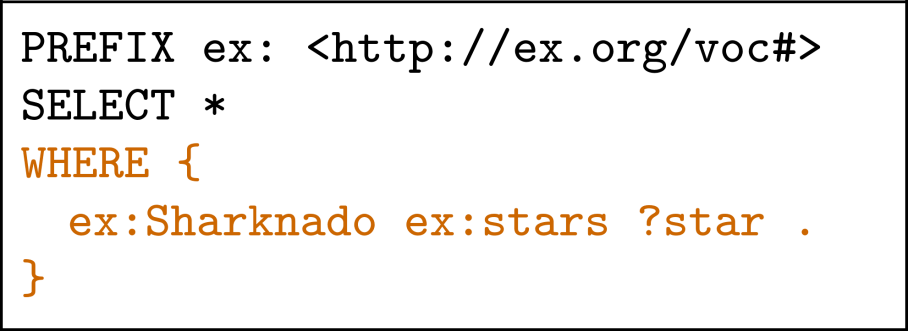 PREFIX ex: <http://ex.org/voc#>
SELECT *
WHERE {
  ex:Sharknado ex:stars ?star .
}